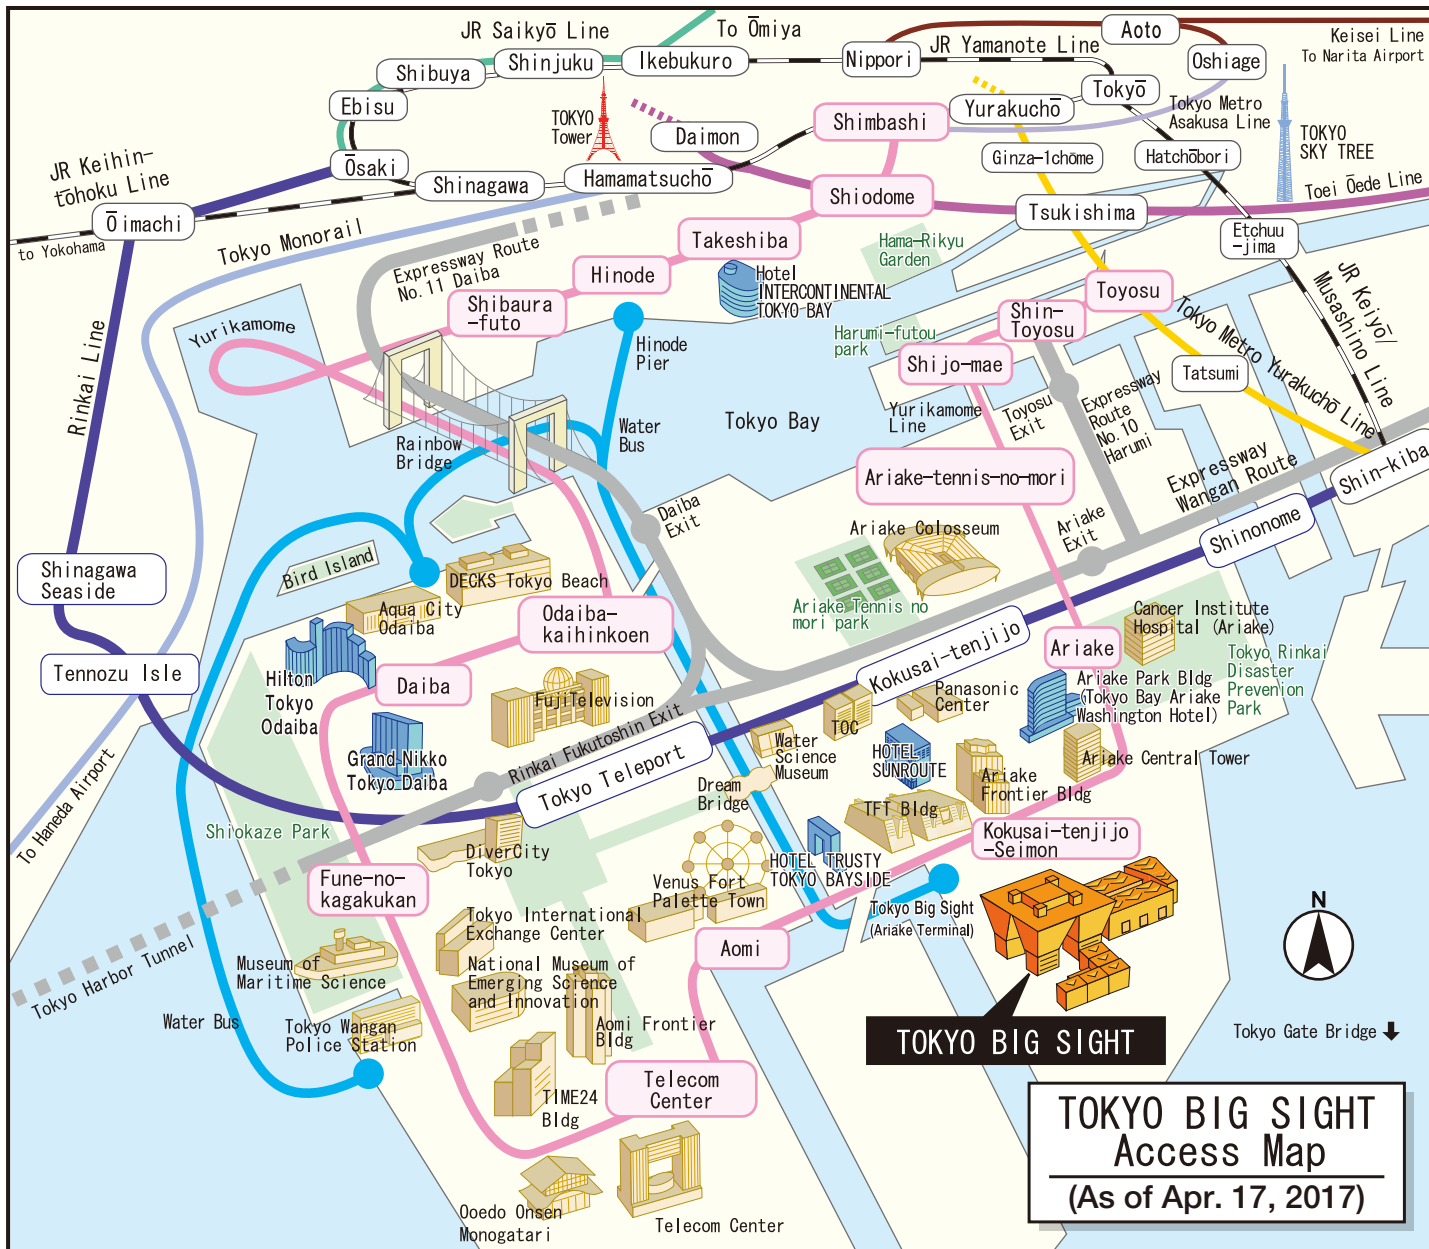 JR Saikyō Line
To Ōmiya
Aoto
Keisei Line
To Narita Airport
Shibuya
Shinjuku
Ikebukuro
Nippori
JR Yamanote Line
Oshiage
Ebisu
TOKYO
Tower
Daimon
Shimbashi
Yurakuchō
Tokyō
Tokyo Metro
Asakusa Line
TOKYO
SKY TREE
JR Keihin-
tōhoku Line
Ōsaki
Shinagawa
Hamamatsuchō
Ginza-1chōme
Hatchōbori
Shiodome
Tsukishima
Toei Ōede Line
Ōimachi
to Yokohama
Tokyo Monorail
Takeshiba
Hama-Rikyu
Garden
Etchuu
-jima
Expressway Route
No.11 Daiba
Hinode
Hotel
INTERCONTINENTAL
TOKYO BAY
Toyosu
JR Keiyō/
Musashino Line
Shibaura
-futo
Shin-
Toyosu
Yurikamome
Rinkai Line
Hinode
Pier
Harumi-futou
park
Shijo-mae
Tokyo Metro Yurakuchō Line
Tatsumi
Yurikamome
Line
Toyosu
Exit
Expressway
Route
No.10
Harumi
Tokyo Bay
Water
Bus
Rainbow
Bridge
Ariake-tennis-no-mori
Expressway
Wangan Route
Shin-kiba
Daiba
Exit
Ariake Colosseum
Ariake
Exit
Shinonome
Bird Island
DECKS Tokyo Beach
Shinagawa
Seaside
Aqua City
Odaiba
Odaiba-
kaihinkoen
Ariake Tennis no
mori park
Cancer Institute
Hospital (Ariake)
Kokusai-tenjijo
Ariake
Tokyo Rinkai
Disaster
Prevenion
Park
Tennozu Isle
Hilton
Tokyo
Odaiba
Daiba
FujiTelevision
Panasonic
Center
Ariake Park Bldg
(Tokyo Bay Ariake
Washington Hotel)
TOC
Rinkai Fukutoshin Exit
Water
Science
Museum
HOTEL
SUNROUTE
Ariake Central Tower
Grand Nikko
Tokyo Daiba
Tokyo Teleport
Dream
Bridge
Ariake
Frontier Bldg
To Haneda Airport
Shiokaze Park
TFT Bldg
Kokusai-tenjijo
-Seimon
DiverCity
Tokyo
HOTEL TRUSTY
TOKYO BAYSIDE
Fune-no-
kagakukan
Venus Fort
Palette Town
Tokyo Big Sight
(Ariake Terminal)
Tokyo International
Exchange Center
Aomi
N
Tokyo Harbor Tunnel
Museum of
Maritime Science
National Museum of
Emerging Science
and Innovation
Water Bus
Tokyo Wangan
Police Station
Aomi Frontier
Bldg
TOKYO BIG SIGHT
Tokyo Gate Bridge
TIME24
Bldg
Telecom
Center
TOKYO BIG SIGHT
Access Map
(As of Apr. 17, 2017)
Ooedo Onsen
Monogatari
Telecom Center